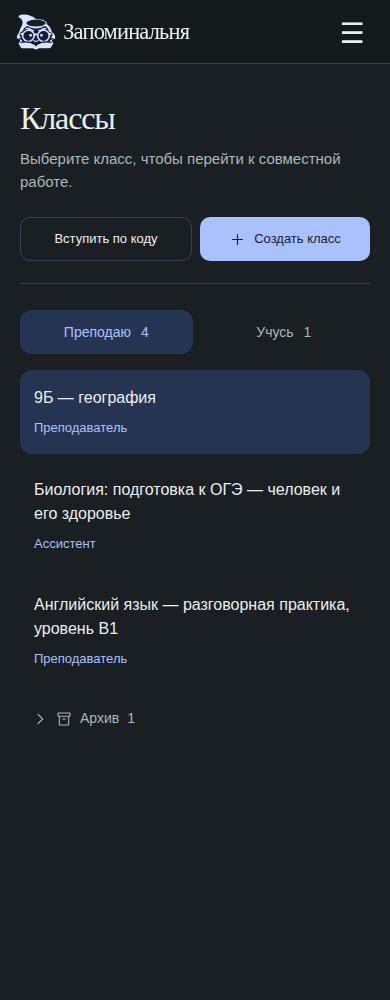 Запоминальня
Классы
Выберите класс, чтобы перейти к совместной
работе.
Вступить по коду
Создать класс
Преподаю 4
Учусь 1
9Б — география
Преподаватель
Биология: подготовка к ОГЭ — человек и
его здоровье
Ассистент
Английский язык — разговорная практика,
уровень B1
Преподаватель
Архив 1